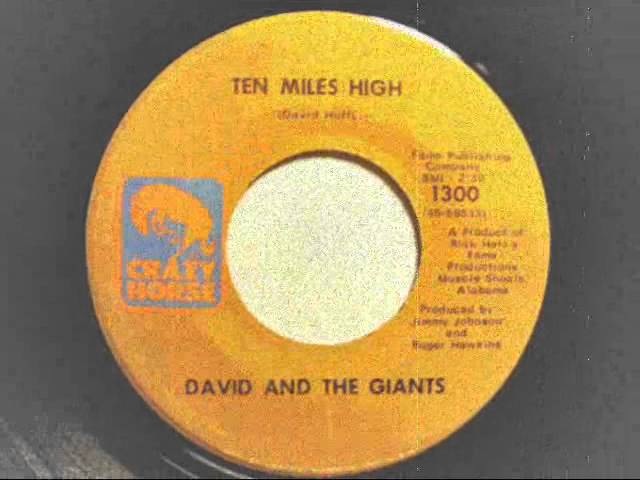 TEN MILES HIGH
(David Huff)
Fame Publishing
Company
BMI - 2:30
1300
A Product of
Rick Hall's
Fame
Productions
Muscle Shoals
Alabama
Produced by
Jimmy Johnson
and
Roger Hawkins
CRAZY
HORSE
DAVID AND THE GIANTS